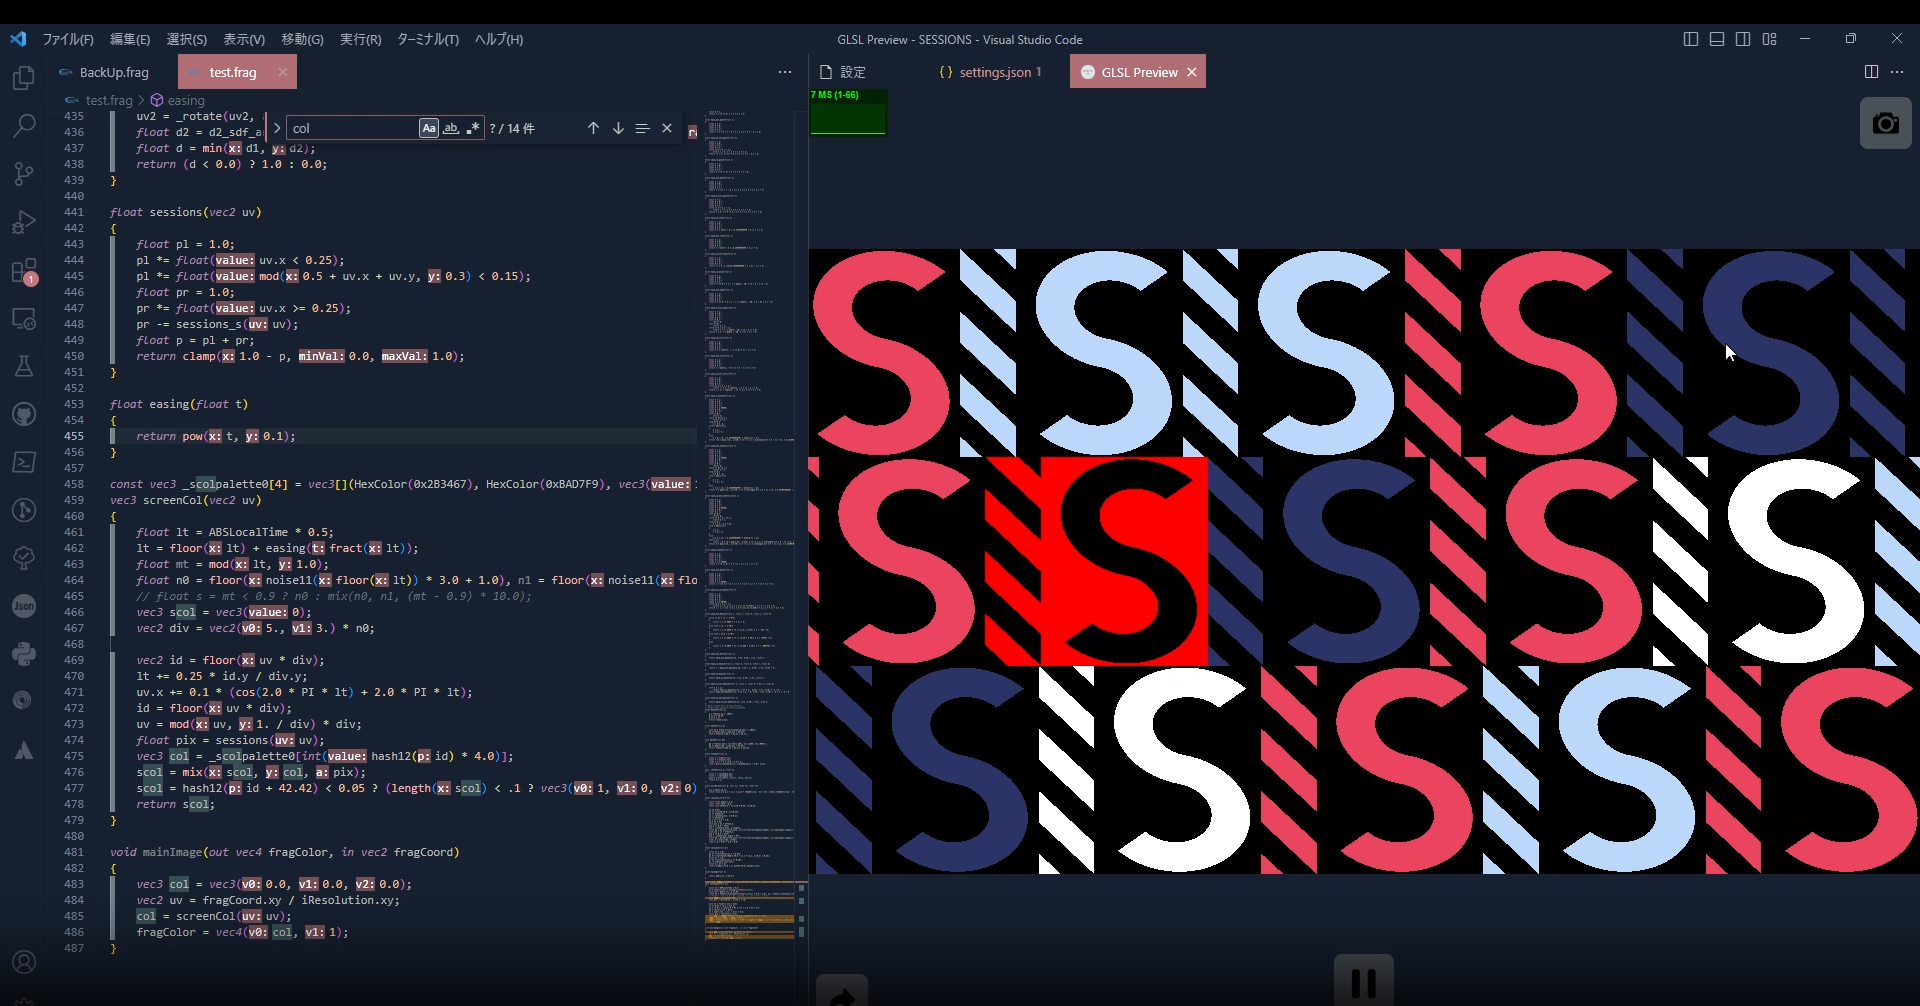 ファイル(F) 編集(E) 選択(S) 表示(V) 移動(G) 実行(R) ターミナル(T) ヘルプ(H)
GLSL Preview - SESSIONS - Visual Studio Code
BackUp.frag test.frag
設定 settings.json 1 GLSL Preview
test.frag > easing
7 MS (1-66)
col Aa ab ? / 14 件
1
Json
435 uv2 = _rotate(uv2,
436 float d2 = d2_sdf_a
437 float d = min(x: d1, y: d2);
438 return (d < 0.0) ? 1.0 : 0.0;
439 }
440
441 float sessions(vec2 uv)
442 {
443 float pl = 1.0;
444 pl *= float(value: uv.x < 0.25);
445 pl *= float(value: mod(x: 0.5 + uv.x + uv.y, y: 0.3) < 0.15);
446 float pr = 1.0;
447 pr *= float(value: uv.x >= 0.25);
448 pr -= sessions_s(uv: uv);
449 float p = pl + pr;
450 return clamp(x: 1.0 - p, minVal: 0.0, maxVal: 1.0);
451 }
452
453 float easing(float t)
454 {
455 return pow(x: t, y: 0.1);
456 }
457
458 const vec3 _scolpalette0[4] = vec3[](HexColor(0x2B3467), HexColor(0xBAD7F9), vec3(value:
459 vec3 screenCol(vec2 uv)
460 {
461 float lt = ABSLocalTime * 0.5;
462 lt = floor(x: lt) + easing(t: fract(x: lt));
463 float mt = mod(x: lt, y: 1.0);
464 float n0 = floor(x: noise11(x: floor(x: lt)) * 3.0 + 1.0), n1 = floor(x: noise11(x: flo
465 // float s = mt < 0.9 ? n0 : mix(n0, n1, (mt - 0.9) * 10.0);
466 vec3 scol = vec3(value: 0);
467 vec2 div = vec2(v0: 5., v1: 3.) * n0;
468
469 vec2 id = floor(x: uv * div);
470 lt += 0.25 * id.y / div.y;
471 uv.x += 0.1 * (cos(2.0 * PI * lt) + 2.0 * PI * lt);
472 id = floor(x: uv * div);
473 uv = mod(x: uv, y: 1. / div) * div;
474 float pix = sessions(uv: uv);
475 vec3 col = _scolpalette0[int(value: hash12(p: id) * 4.0)];
476 scol = mix(x: scol, y: col, a: pix);
477 scol = hash12(p: id + 42.42) < 0.05 ? (length(x: scol) < .1 ? vec3(v0: 1, v1: 0, v2: 0)
478 return scol;
479 }
480
481 void mainImage(out vec4 fragColor, in vec2 fragCoord)
482 {
483 vec3 col = vec3(v0: 0.0, v1: 0.0, v2: 0.0);
484 vec2 uv = fragCoord.xy / iResolution.xy;
485 col = screenCol(uv: uv);
486 fragColor = vec4(v0: col, v1: 1);
487 }
S S S S S
S S S S S
S S S S S